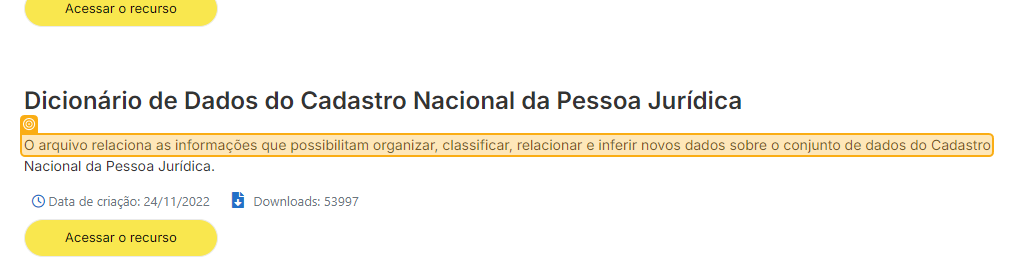 Acessar o recurso
Dicionário de Dados do Cadastro Nacional da Pessoa Jurídica
O arquivo relaciona as informações que possibilitam organizar, classificar, relacionar e inferir novos dados sobre o conjunto de dados do Cadastro
Nacional da Pessoa Jurídica.
Data de criação: 24/11/2022 Downloads: 53997
Acessar o recurso